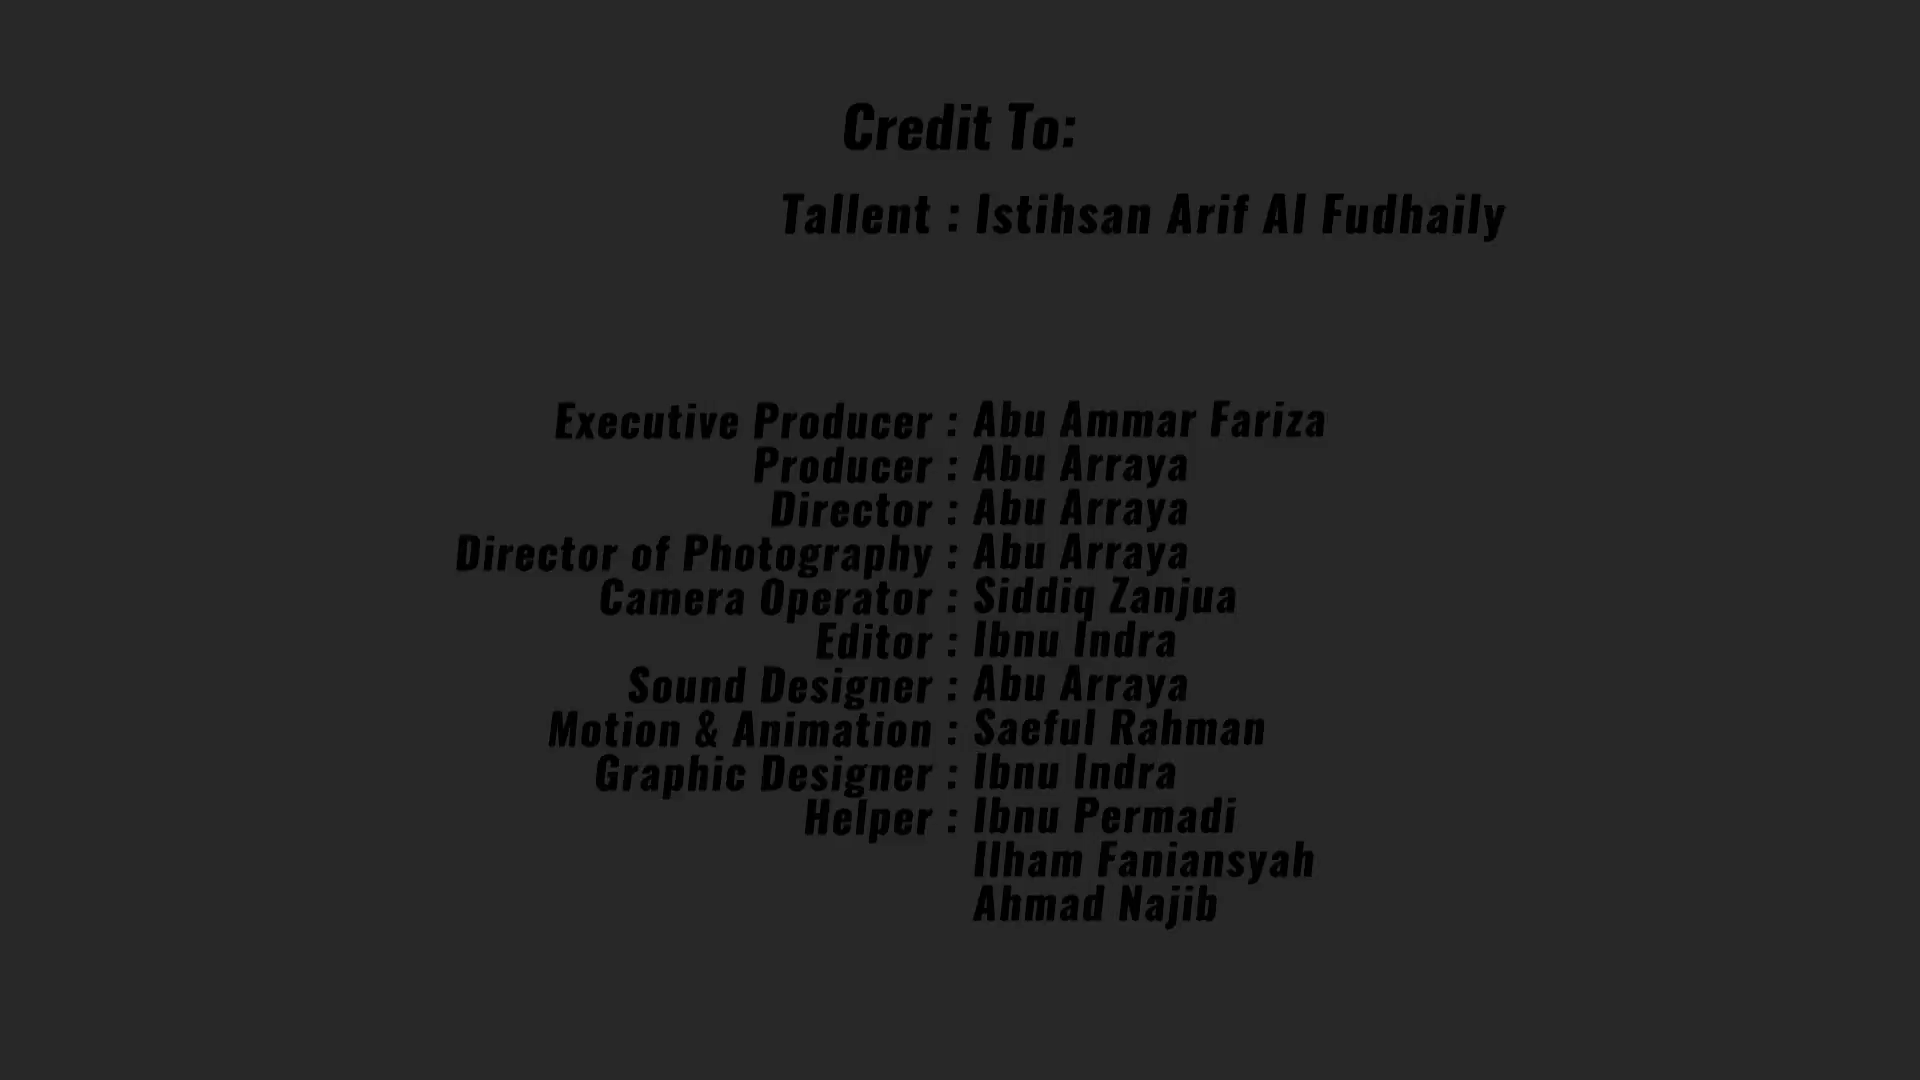 Credit To:
Tallent : Istihsan Arif Al Fudhaily
Executive Producer : Abu Ammar Fariza
Producer : Abu Arraya
Director : Abu Arraya
Director of Photography : Abu Arraya
Camera Operator : Siddiq Zanjua
Editor : Ibnu Indra
Sound Designer : Abu Arraya
Motion & Animation : Saeful Rahman
Graphic Designer : Ibnu Indra
Helper : Ibnu Permadi
Ilham Faniansyah
Ahmad Najib